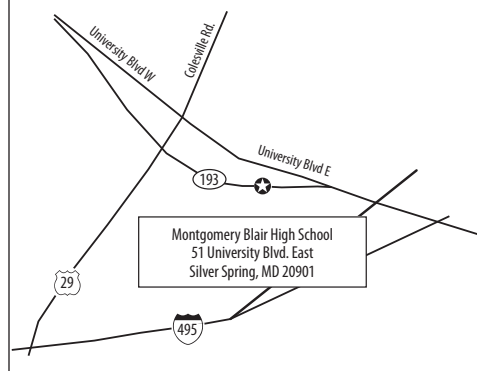 University Blvd W
Colesville Rd.
University Blvd E
193
Montgomery Blair High School
51 University Blvd. East
Silver Spring, MD 20901
29
495